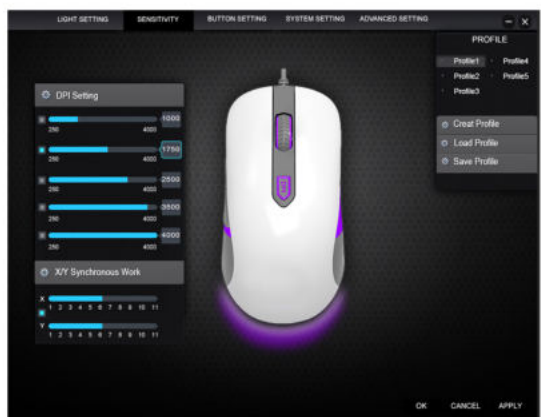 LIGHT SETTING SENSITIVITY BUTTON SETTING SYSTEM SETTING ADVANCED SETTING
PROFILE
Profile1 Profile4
Profile2 Profile5
Profile3
Creat Profile
Load Profile
Save Profile
DPI Setting
1000
250 4000
1750
250 4000
2500
250 4000
3500
250 4000
4000
250 4000
X/Y Synchronous Work
X
1 2 3 4 5 6 7 8 9 10 11
Y
1 2 3 4 5 6 7 8 9 10 11
DPI
OK CANCEL APPLY